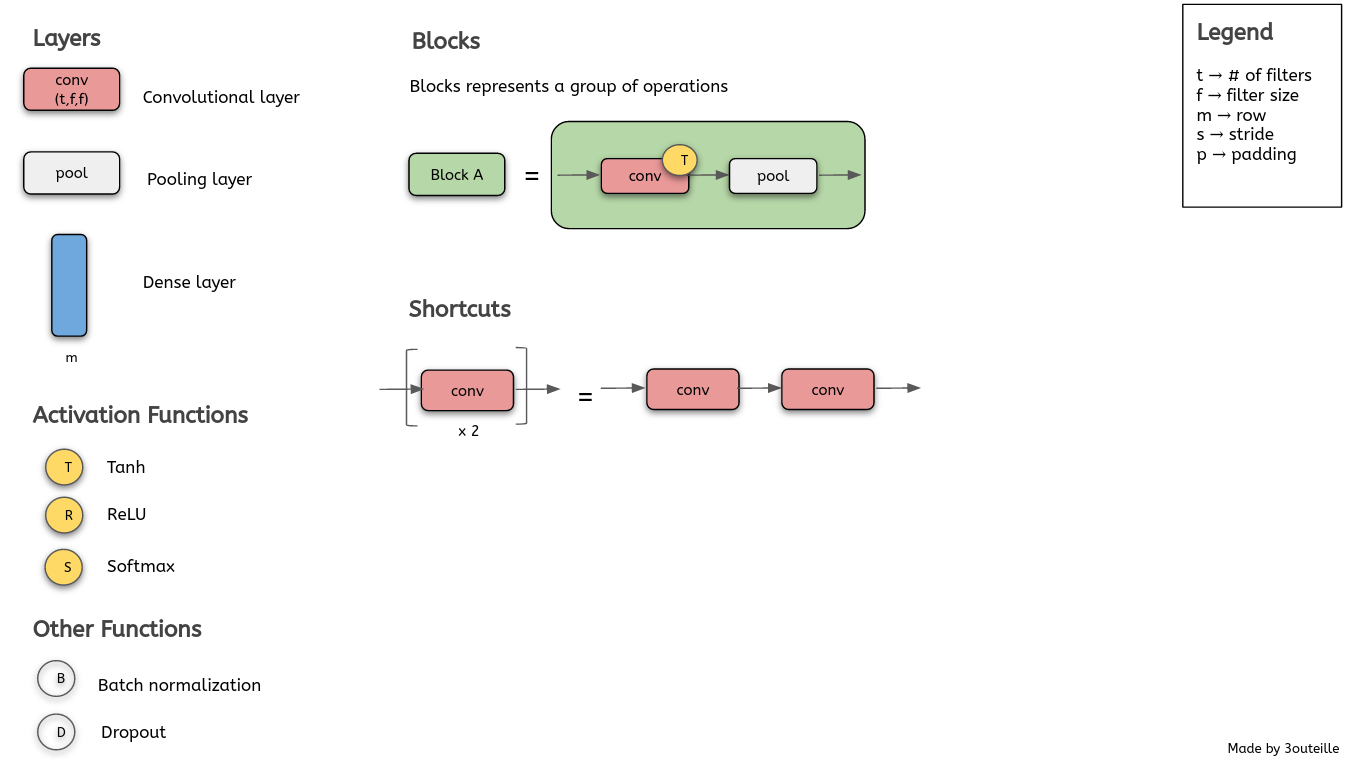 Layers
conv
(t,f,f)
Convolutional layer
pool
Pooling layer
Dense layer
m
Activation Functions
T
Tanh
R
ReLU
S
Softmax
Other Functions
B
Batch normalization
D
Dropout
Blocks
Blocks represents a group of operations
Block A
=
conv
T
pool
Shortcuts
conv
x 2
=
conv
conv
Legend
t → # of filters
f → filter size
m → row
s → stride
p → padding
Made by 3outeille